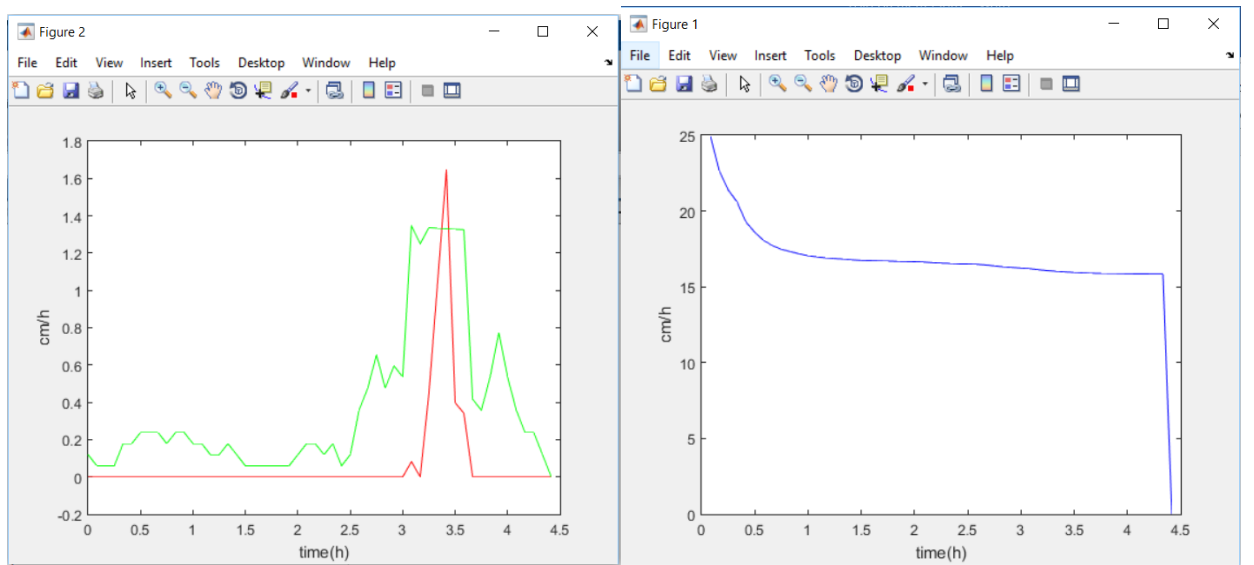 Figure 2
File Edit View Insert Tools Desktop Window Help
1.8
1.6
1.4
1.2
1
0.8
0.6
0.4
0.2
0
-0.2
cm/h
0 0.5 1 1.5 2 2.5 3 3.5 4 4.5
time(h)
Figure 1
File Edit View Insert Tools Desktop Window Help
25
20
15
10
5
0
cm/h
0 0.5 1 1.5 2 2.5 3 3.5 4 4.5
time(h)